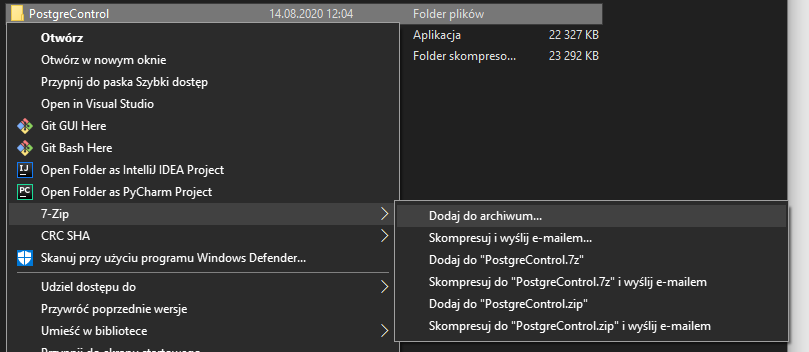 PostgreControl 14.08.2020 12:04 Folder plików
Aplikacja 22 327 KB
Folder skompreso... 23 292 KB
Otwórz
Otwórz w nowym oknie
Przypnij do paska Szybki dostęp
Open in Visual Studio
Git GUI Here
Git Bash Here
Open Folder as IntelliJ IDEA Project
Open Folder as PyCharm Project
7-Zip
CRC SHA
Skanuj przy użyciu programu Windows Defender...
Udziel dostępu do
Przywróć poprzednie wersje
Umieść w bibliotece
Przypnij do ekranu startowego
Dodaj do archiwum...
Skompresuj i wyślij e-mailem...
Dodaj do "PostgreControl.7z"
Skompresuj do "PostgreControl.7z" i wyślij e-mailem
Dodaj do "PostgreControl.zip"
Skompresuj do "PostgreControl.zip" i wyślij e-mailem